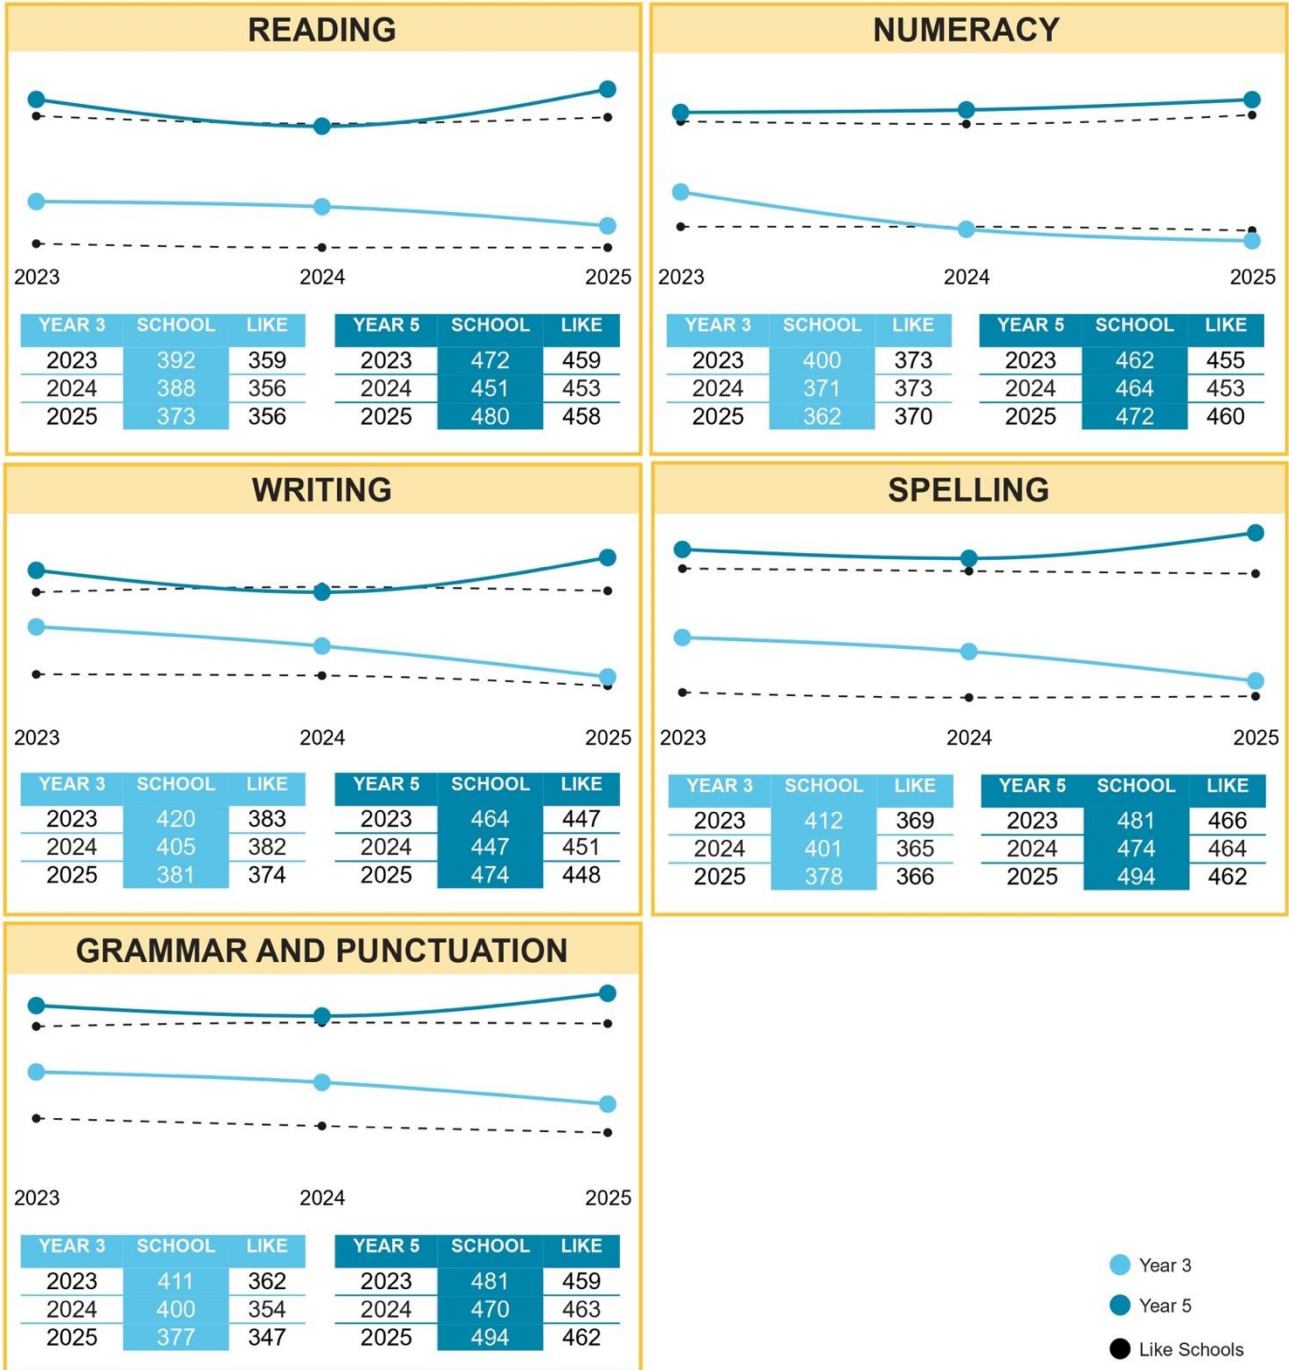 READING
2023 2024 2025
YEAR 3 SCHOOL LIKE
2023 392 359
2024 388 356
2025 373 356
YEAR 5 SCHOOL LIKE
2023 472 459
2024 451 453
2025 480 458
NUMERACY
2023 2024 2025
YEAR 3 SCHOOL LIKE
2023 400 373
2024 371 373
2025 362 370
YEAR 5 SCHOOL LIKE
2023 462 455
2024 464 453
2025 472 460
WRITING
2023 2024 2025
YEAR 3 SCHOOL LIKE
2023 420 383
2024 405 382
2025 381 374
YEAR 5 SCHOOL LIKE
2023 464 447
2024 447 451
2025 474 448
SPELLING
2023 2024 2025
YEAR 3 SCHOOL LIKE
2023 412 369
2024 401 365
2025 378 366
YEAR 5 SCHOOL LIKE
2023 481 466
2024 474 464
2025 494 462
GRAMMAR AND PUNCTUATION
2023 2024 2025
YEAR 3 SCHOOL LIKE
2023 411 362
2024 400 354
2025 377 347
YEAR 5 SCHOOL LIKE
2023 481 459
2024 470 463
2025 494 462
Year 3
Year 5
Like Schools